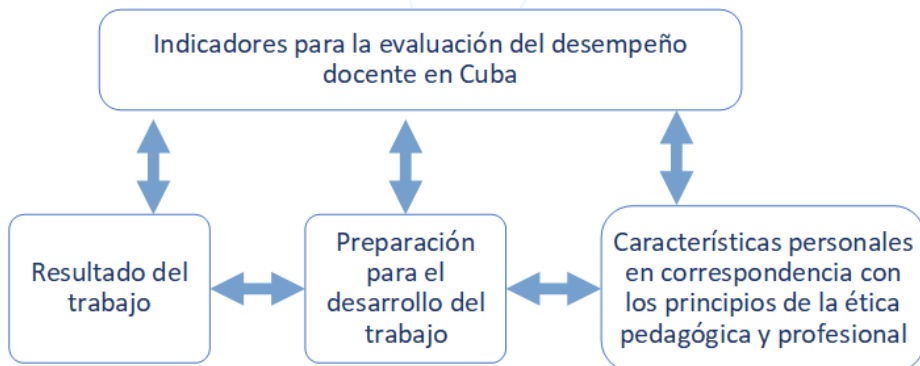 Indicadores para la evaluación del desempeño
docente en Cuba
Resultado del
trabajo
Preparación
para el
desarrollo del
trabajo
Características personales
en correspondencia con
los principios de la ética
pedagógica y profesional